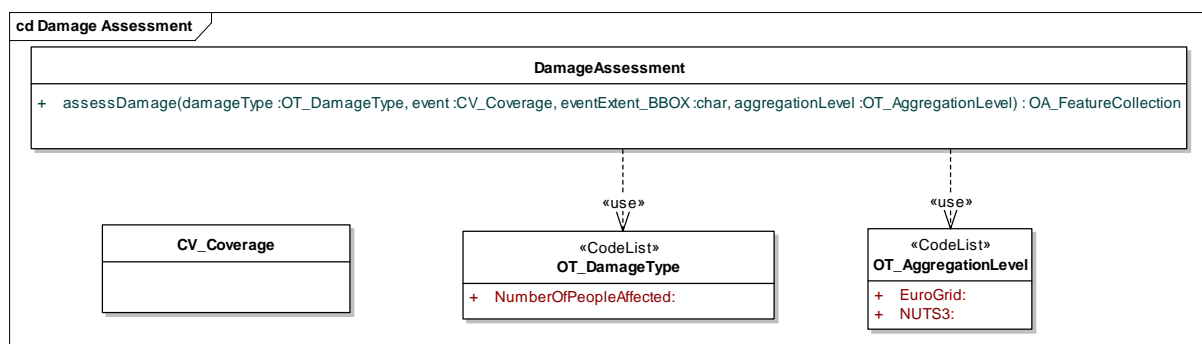 cd Damage Assessment
DamageAssessment
+ assessDamage(damageType :OT_DamageType, event :CV_Coverage, eventExtent_BBOX :char, aggregationLevel :OT_AggregationLevel) : OA_FeatureCollection
«use»
«use»
CV_Coverage
«CodeList»
OT_DamageType
+ NumberOfPeopleAffected:
«CodeList»
OT_AggregationLevel
+ EuroGrid:
+ NUTS3: